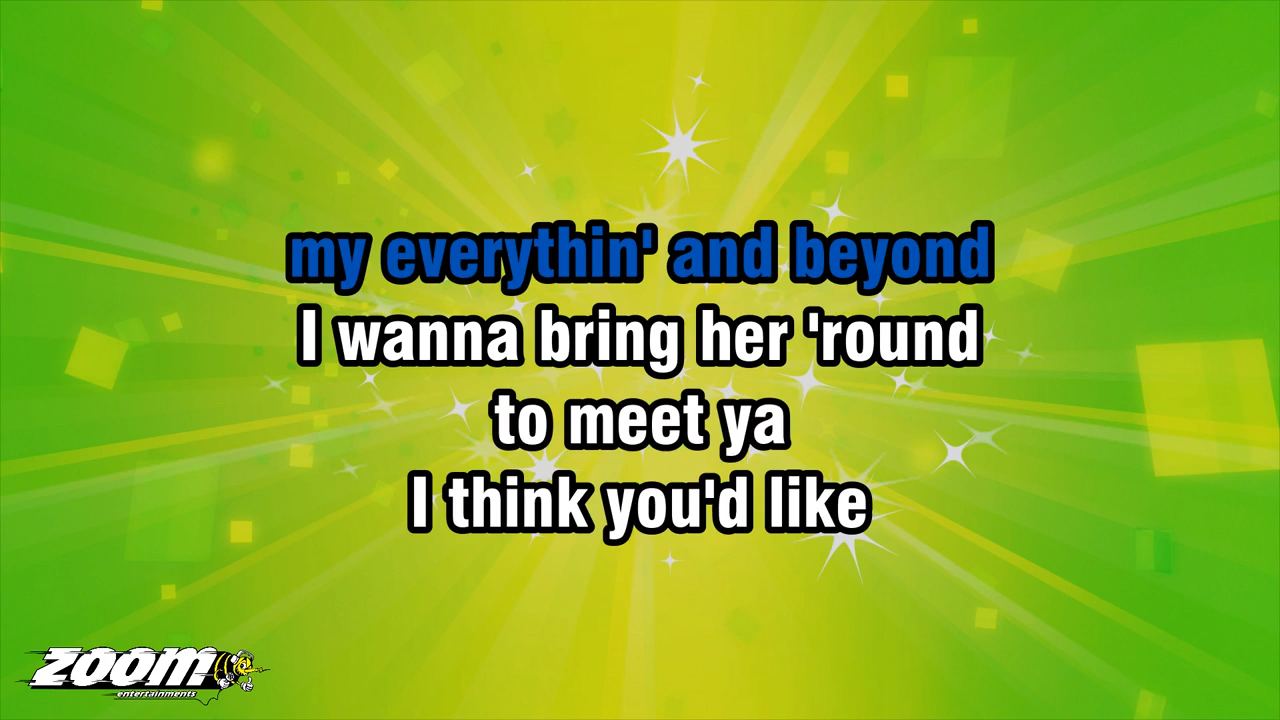 my everythin' and beyond
I wanna bring her 'round
to meet ya
I think you'd like
zoom
entertainments